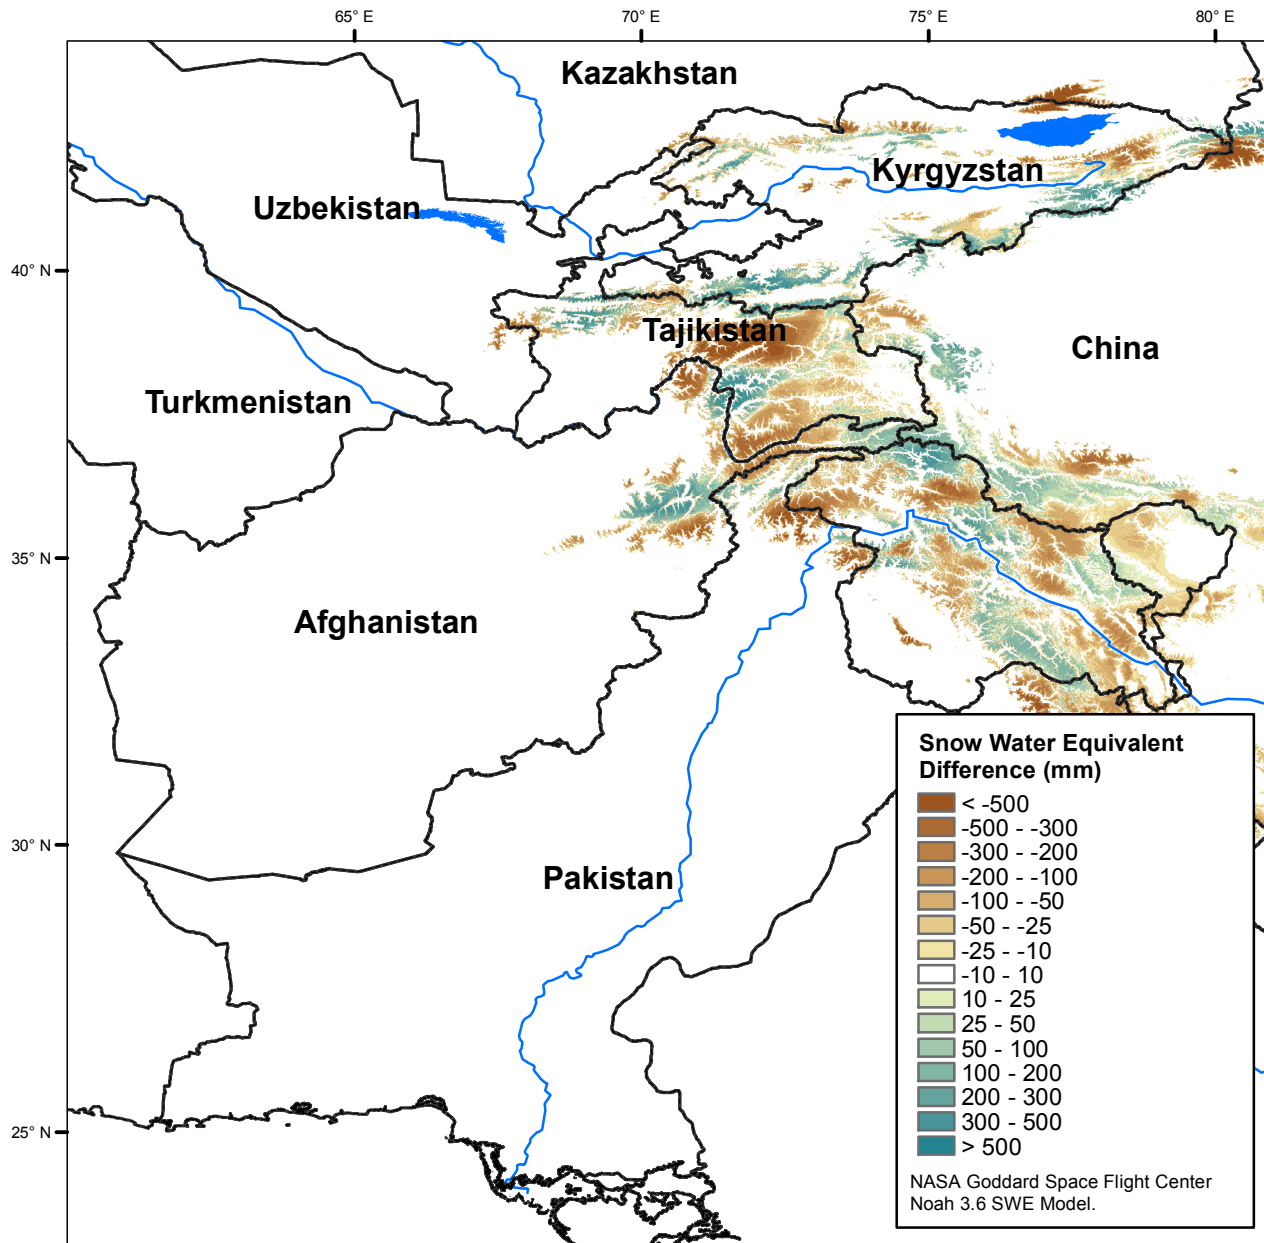 65° E
70° E
75° E
80° E
Kazakhstan
Kyrgyzstan
Uzbekistan
40° N
Tajikistan
China
Turkmenistan
35° N
Afghanistan
30° N
Pakistan
25° N
Snow Water Equivalent
Difference (mm)
< -500
-500 - -300
-300 - -200
-200 - -100
-100 - -50
-50 - -25
-25 - -10
-10 - 10
10 - 25
25 - 50
50 - 100
100 - 200
200 - 300
300 - 500
> 500
NASA Goddard Space Flight Center
Noah 3.6 SWE Model.